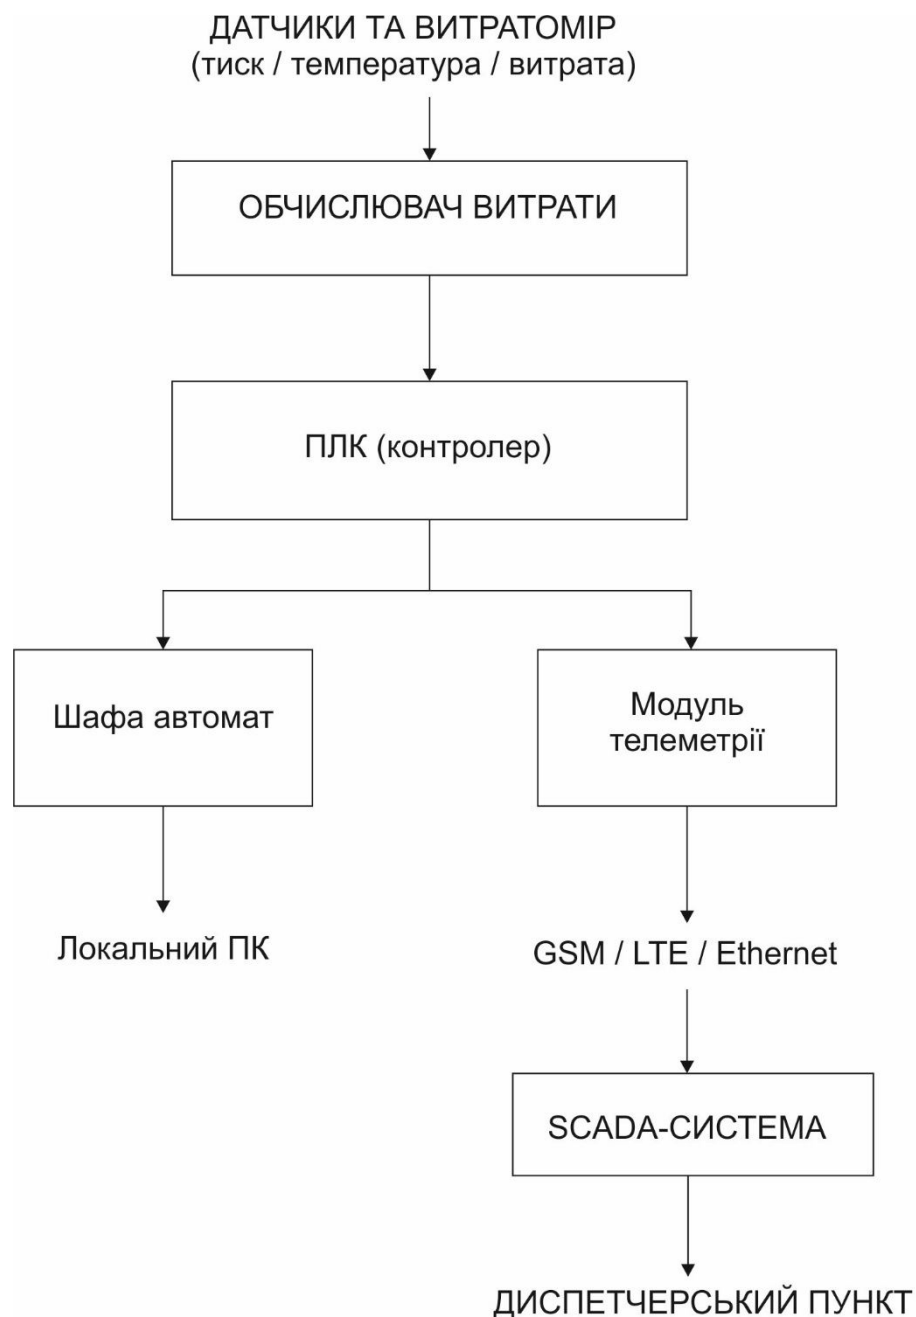 ДАТЧИКИ ТА ВИТРАТОМІР
(тиск / температура / витрата)
ОБЧИСЛЮВАЧ ВИТРАТИ
ПЛК (контролер)
Шафа автомат
Модуль
телеметрії
Локальний ПК
GSM / LTE / Ethernet
SCADA-СИСТЕМА
ДИСПЕТЧЕРСЬКИЙ ПУНКТ